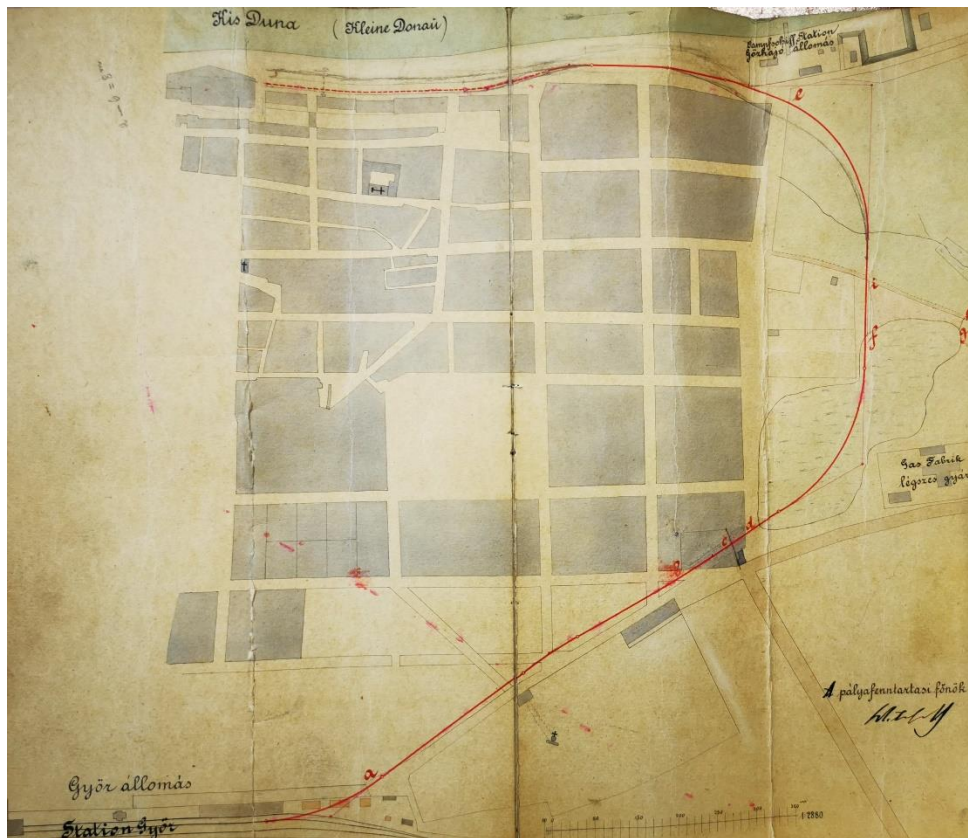 Kis Duna (Kleine Donau)
Dampfschiff Station
Gőzhajó állomás
e
i
f
g
Gas Fabrik
légszesz gyár
d
c
a
A pályafenntartasi főnök
Győr állomás
Station Győr
1:2880